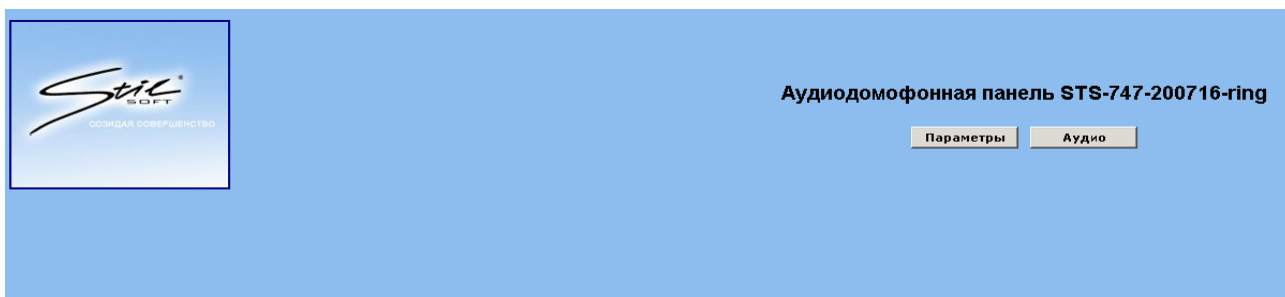 Stil®
SOFT
СОЗИДАЯ СОВЕРШЕНСТВО
Аудиодомофонная панель STS-747-200716-ring
Параметры
Аудио